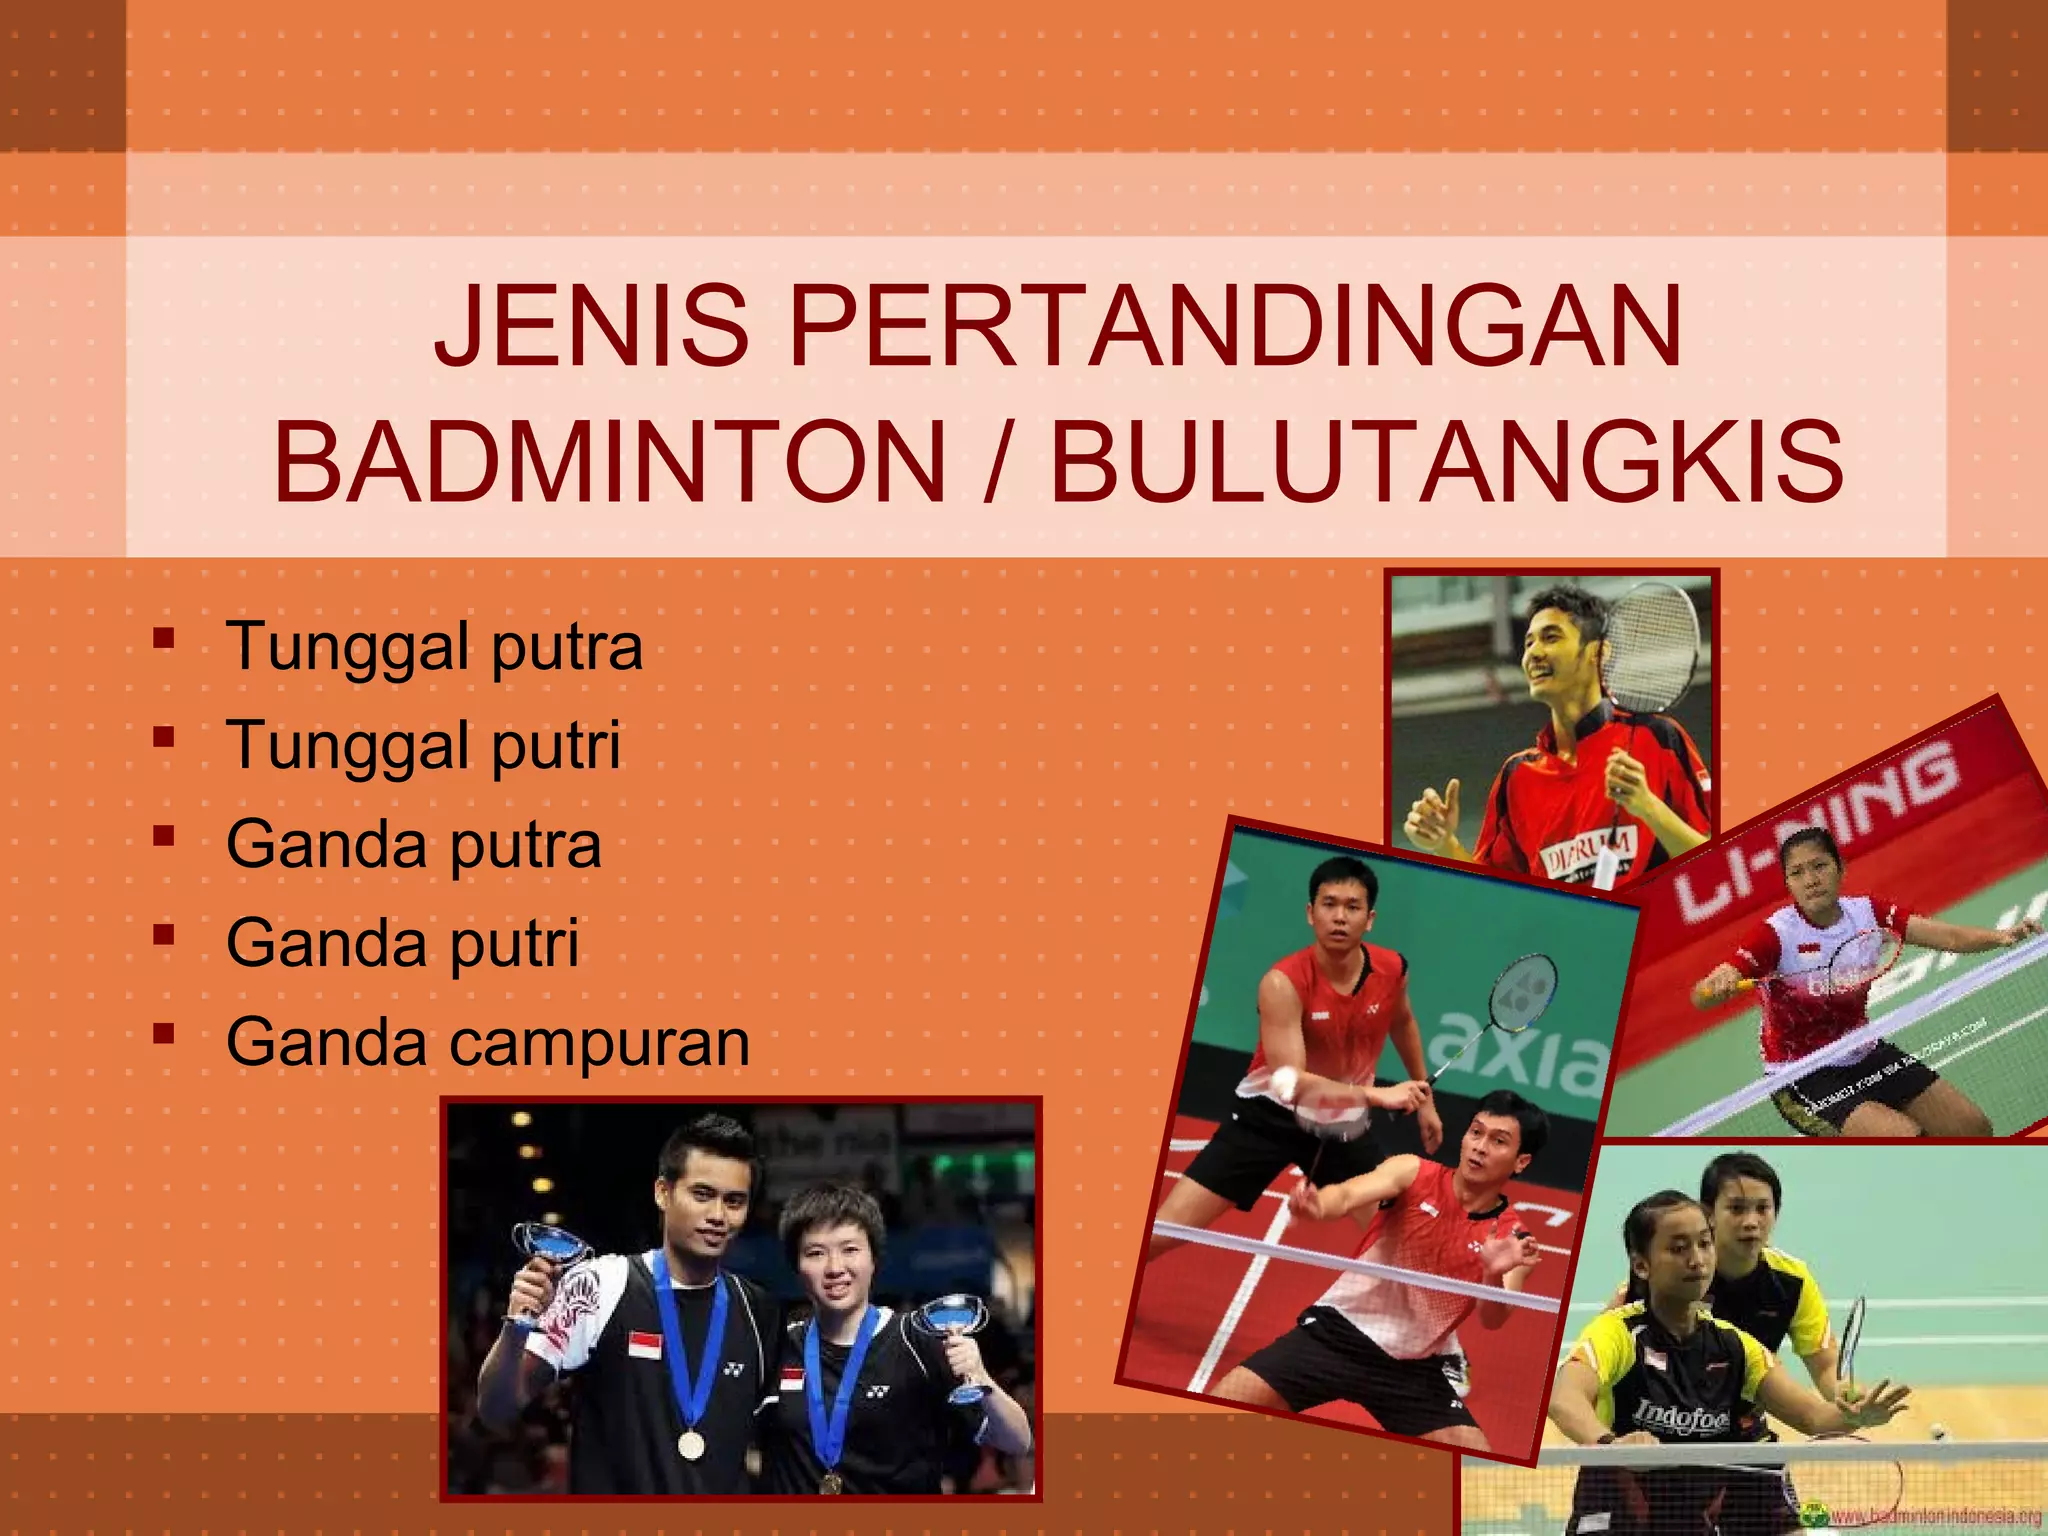 JENIS PERTANDINGAN
BADMINTON / BULUTANGKIS
Tunggal putra
Tunggal putri
Ganda putra
Ganda putri
Ganda campuran
DJARUM
LI-NING
axia
Indofood
www.badmintonindonesia.org